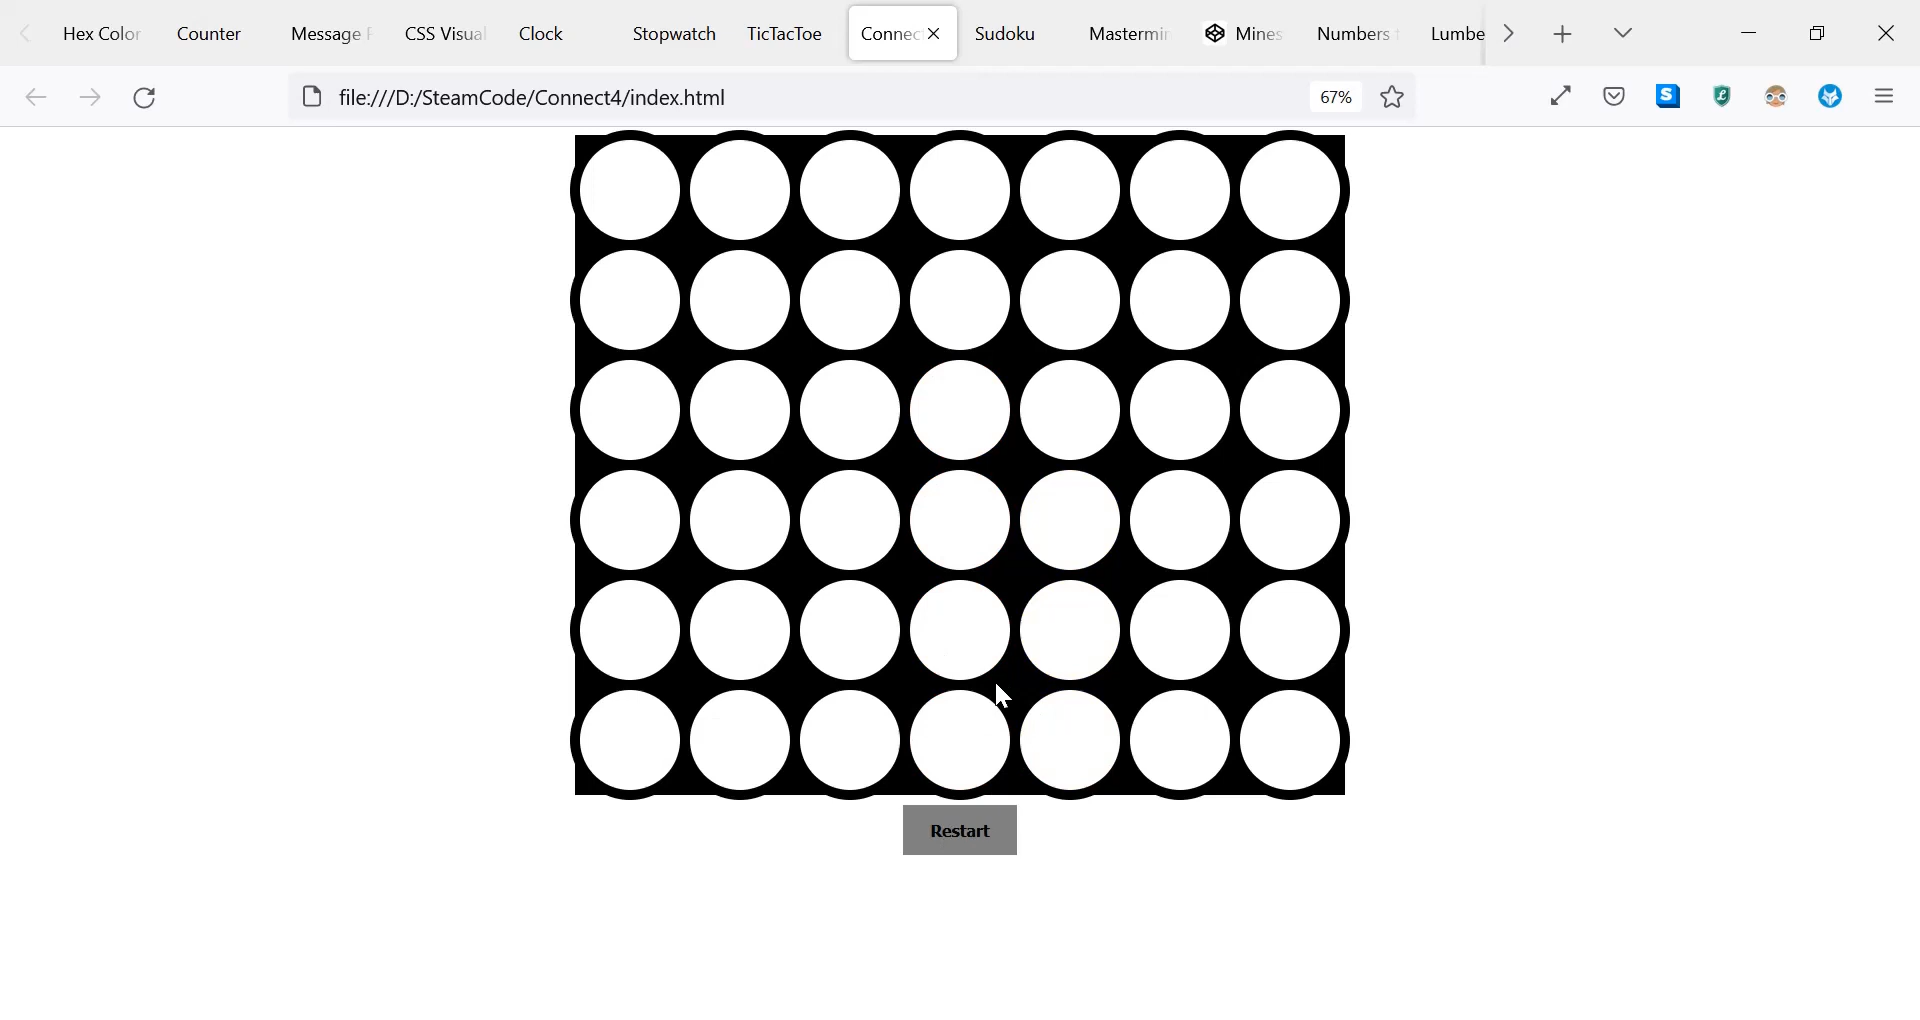 Hex Color
Counter
Message
CSS Visual
Clock
Stopwatch
TicTacToe
Connec
Sudoku
Mastermin
Mines
Numbers
Lumbe
file:///D:/SteamCode/Connect4/index.html
67%
S
Restart